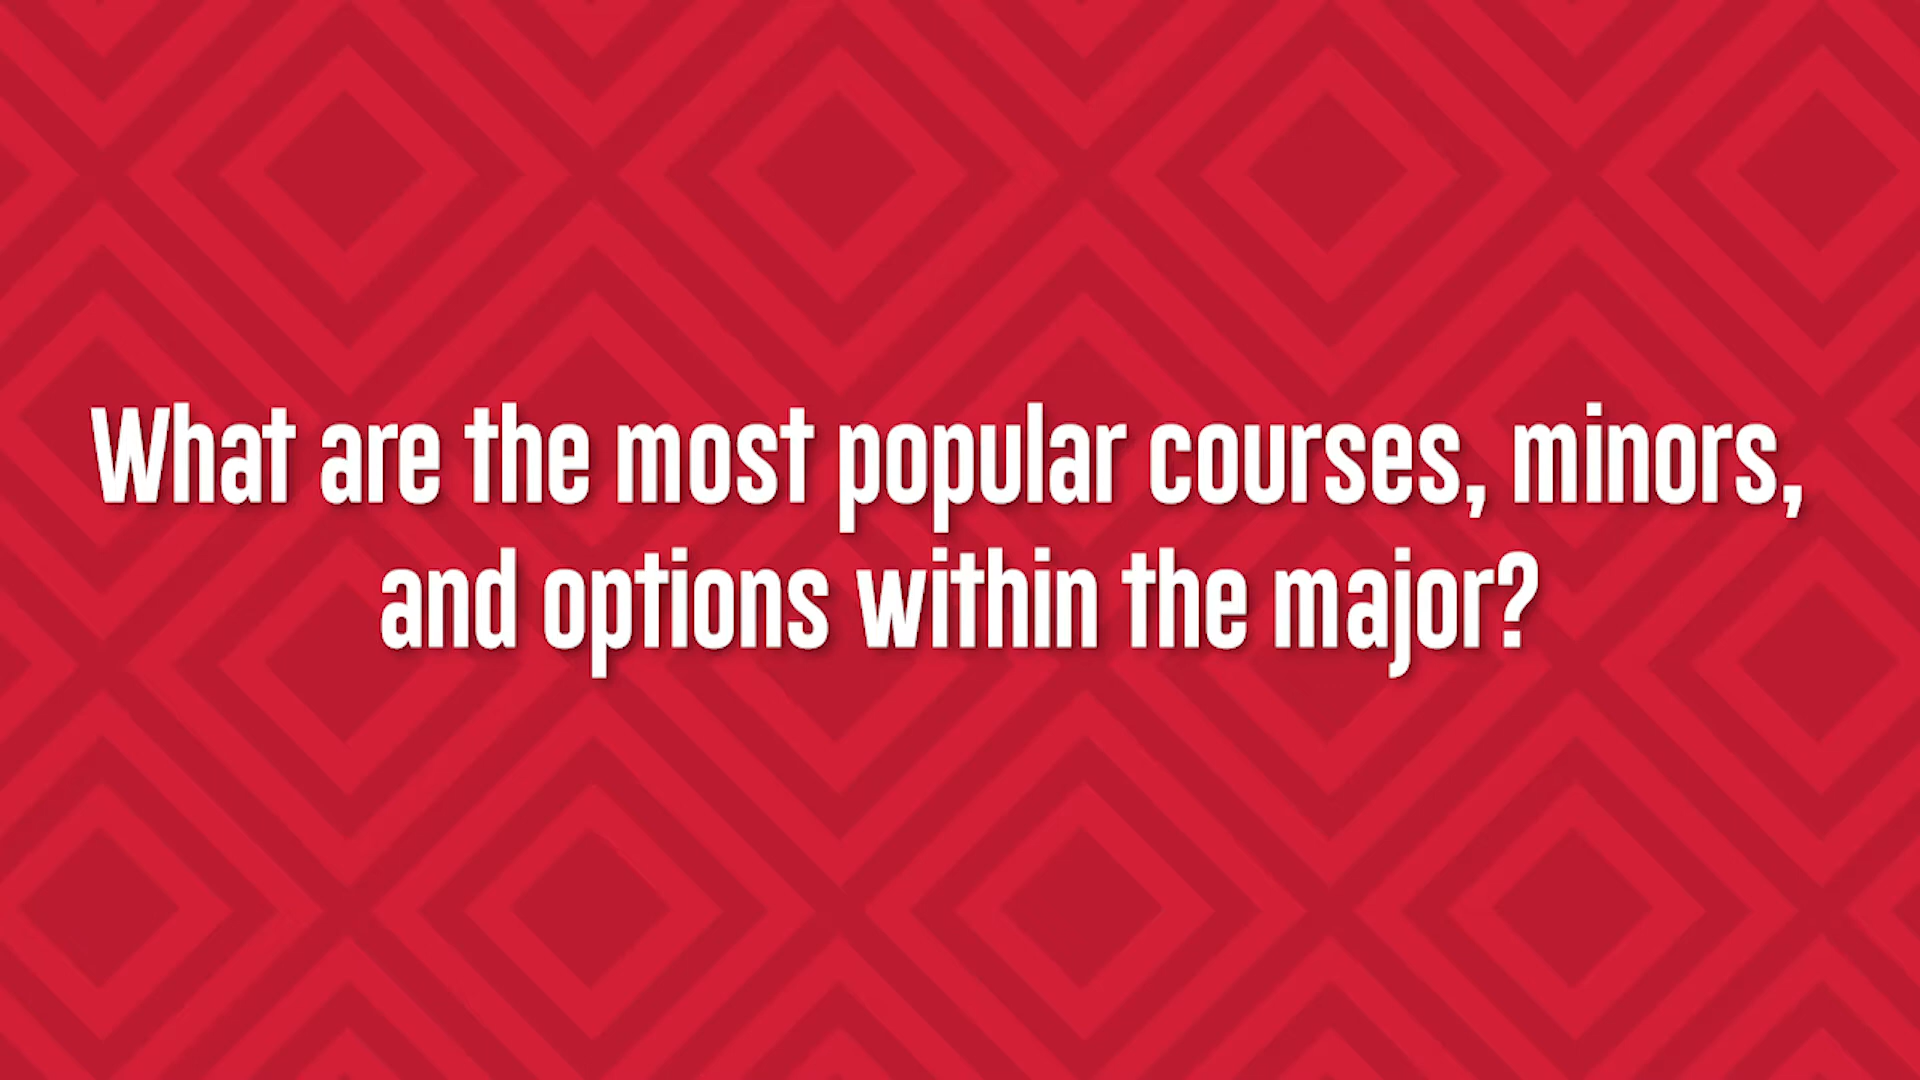 What are the most popular courses, minors,
and options within the major?